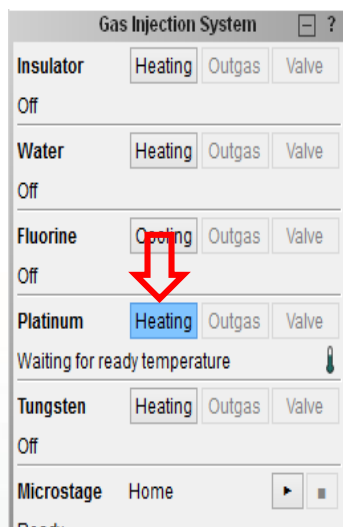 Gas Injection System – ?
Insulator Heating Outgas Valve
Off
Water Heating Outgas Valve
Off
Fluorine Cooling Outgas Valve
Off
Platinum Heating Outgas Valve
Waiting for ready temperature
Tungsten Heating Outgas Valve
Off
Microstage Home
Ready